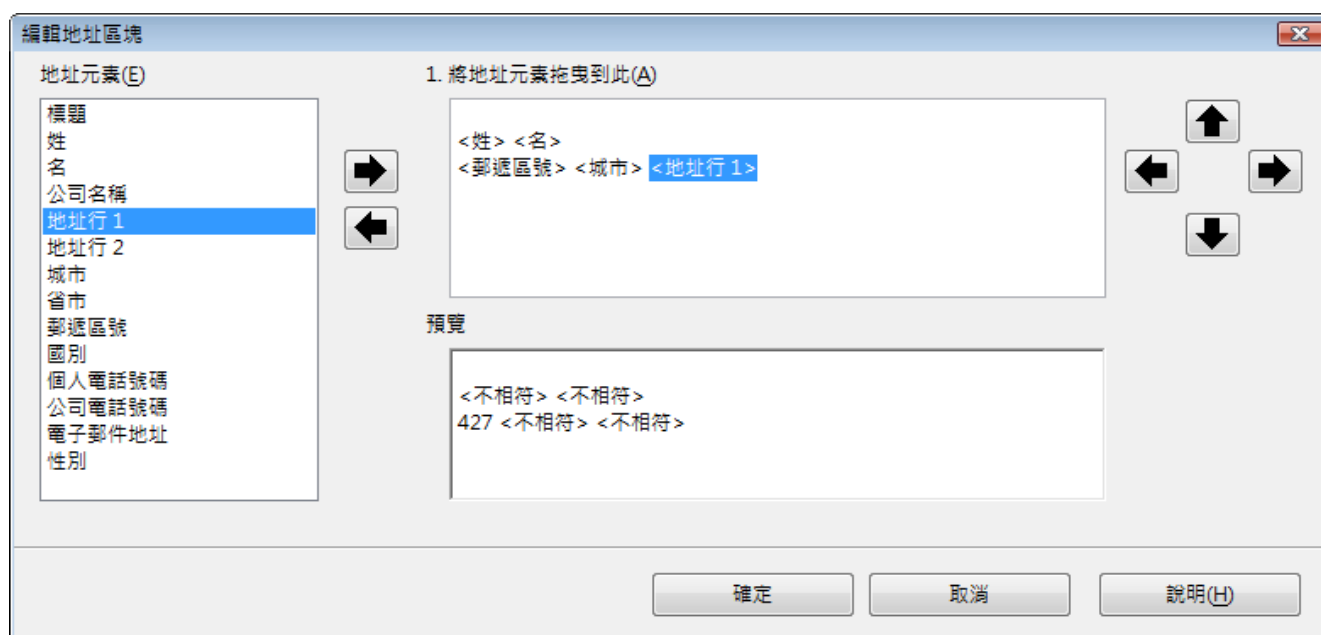 編輯地址區塊
地址元素(E)
標題
姓
名
公司名稱
地址行 1
地址行 2
城市
省市
郵遞區號
國別
個人電話號碼
公司電話號碼
電子郵件地址
性別
1. 將地址元素拖曳到此(A)
<姓> <名>
<郵遞區號> <城市> <地址行 1>
預覽
<不相符> <不相符>
427 <不相符> <不相符>
確定
取消
說明(H)